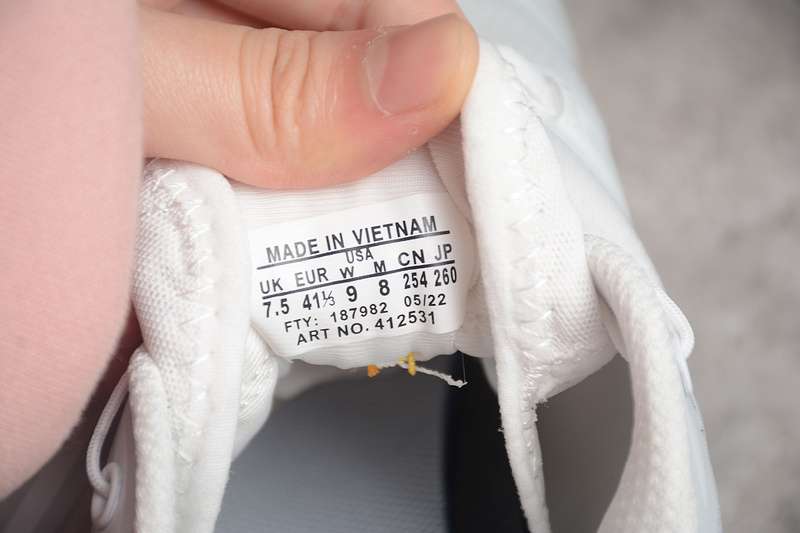 MADE IN VIETNAM
USA
UK EUR W M CN JP
7.5 41⅓ 9 8 254 260
FTY: 187982 05/22
ART NO. 412531